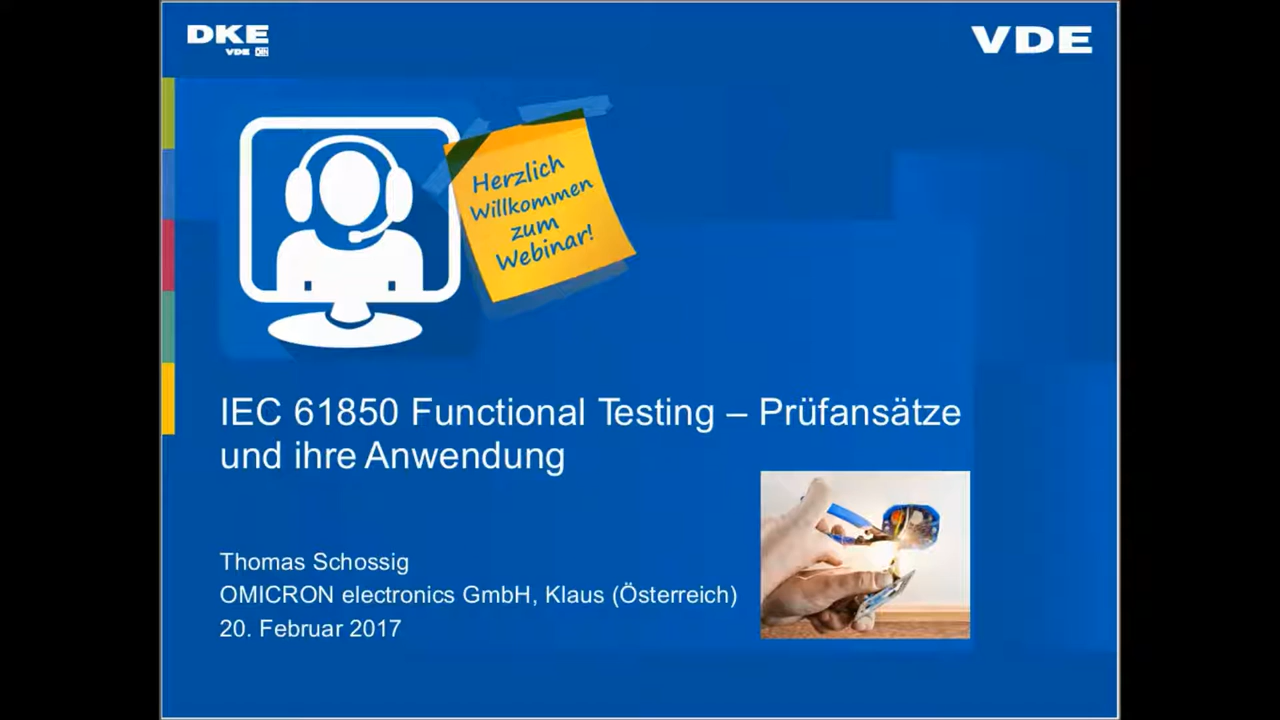 DKE
VDE DIN
VDE
Herzlich
Willkommen
zum
Webinar!
IEC 61850 Functional Testing – Prüfansätze
und ihre Anwendung
Thomas Schossig
OMICRON electronics GmbH, Klaus (Österreich)
20. Februar 2017